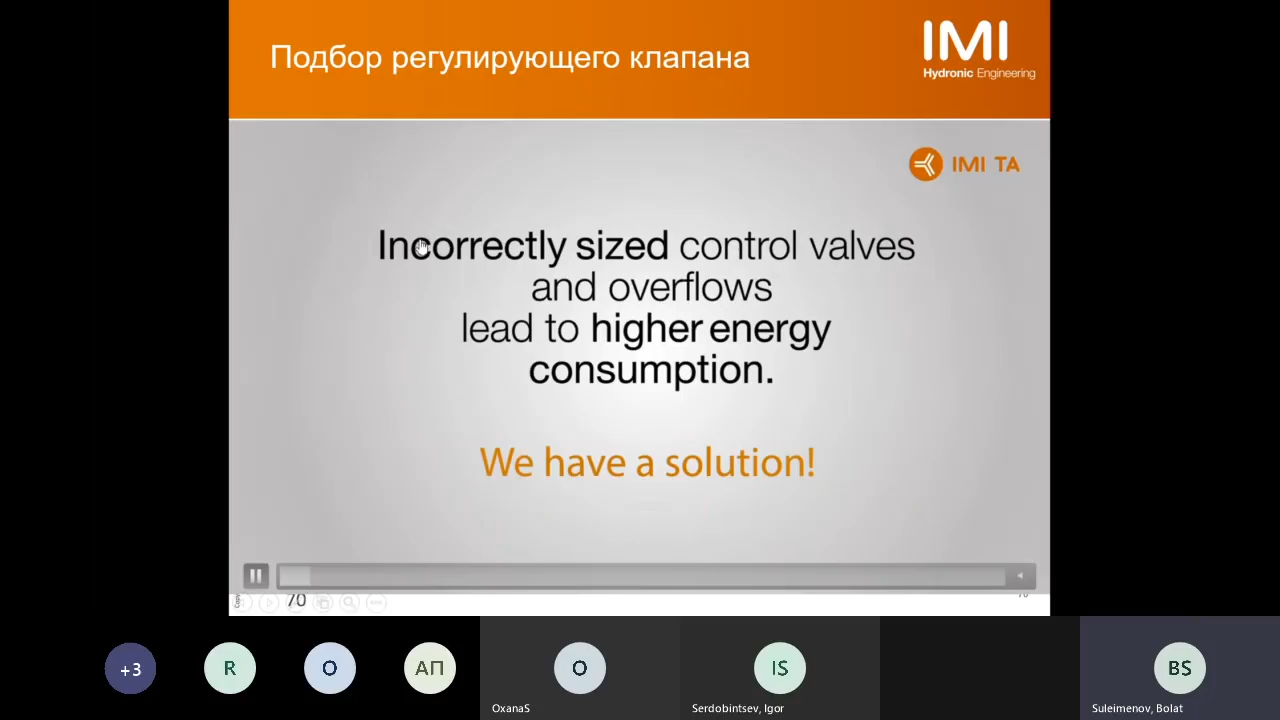 Подбор регулирующего клапана
IMI
Hydronic Engineering
IMI TA
Incorrectly sized control valves
and overflows
lead to higher energy
consumption.
We have a solution!
70
+3
R
O
АП
O
IS
BS
OxanaS
Serdobintsev, Igor
Suleimenov, Bolat